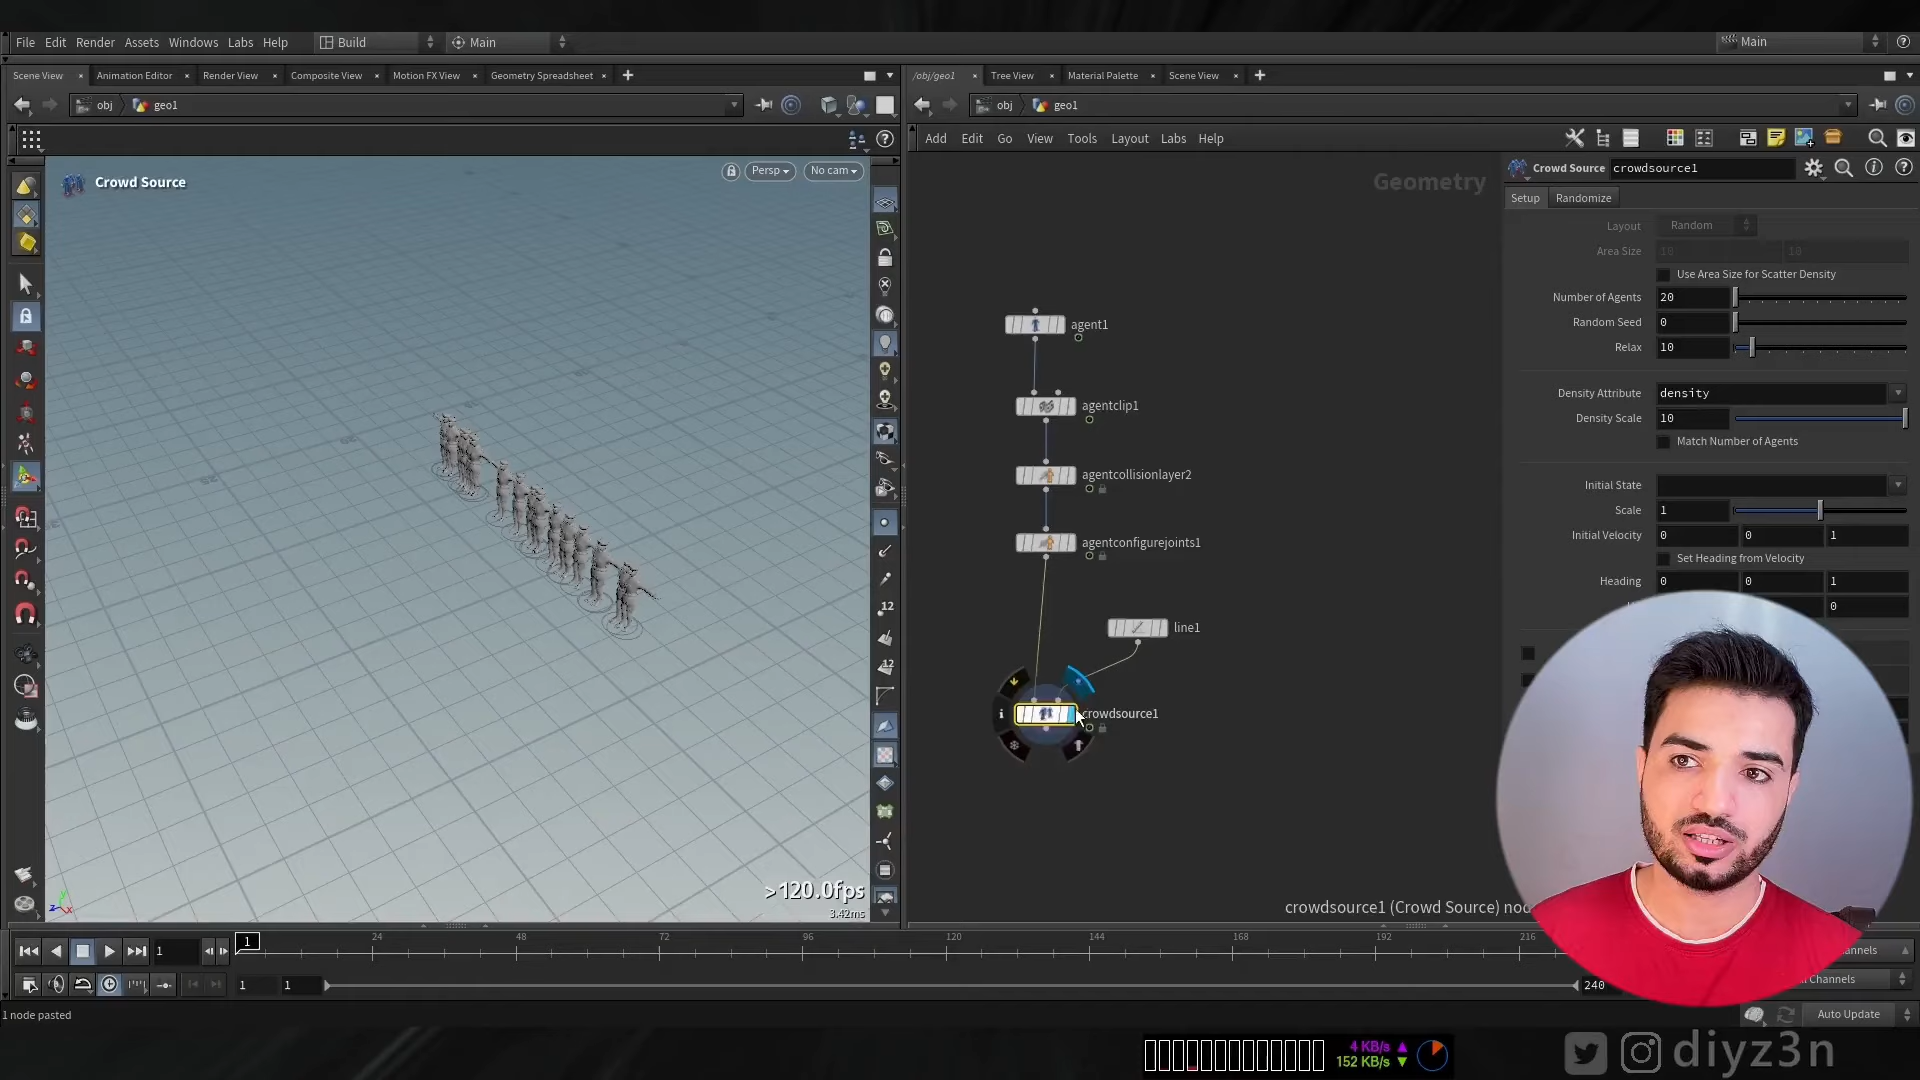 File Edit Render Assets Windows Labs Help Build Main Main
Scene View Animation Editor Render View Composite View Motion FX View Geometry Spreadsheet
/obj/geo1 Tree View Material Palette Scene View
obj geo1
obj geo1
Add Edit Go View Tools Layout Labs Help
Crowd Source
Persp No cam
Geometry
Crowd Source crowdsource1
Setup Randomize
Layout Random
Area Size 10 10
Use Area Size for Scatter Density
Number of Agents 20
Random Seed 0
Relax 10
Density Attribute density
Density Scale 10
Match Number of Agents
Initial State
Scale 1
Initial Velocity 0 0 1
Set Heading from Velocity
Heading 0 0 1
0
agent1
agentclip1
agentcollisionlayer2
agentconfigurejoints1
line1
crowdsource1
12
12
>120.0fps
3.42ms
crowdsource1 (Crowd Source) nod
1 1 24 48 72 96 120 144 168 192 216
1 1 240
annels
Channels
1 node pasted
Auto Update
4 KB/s
152 KB/s
diyz3n